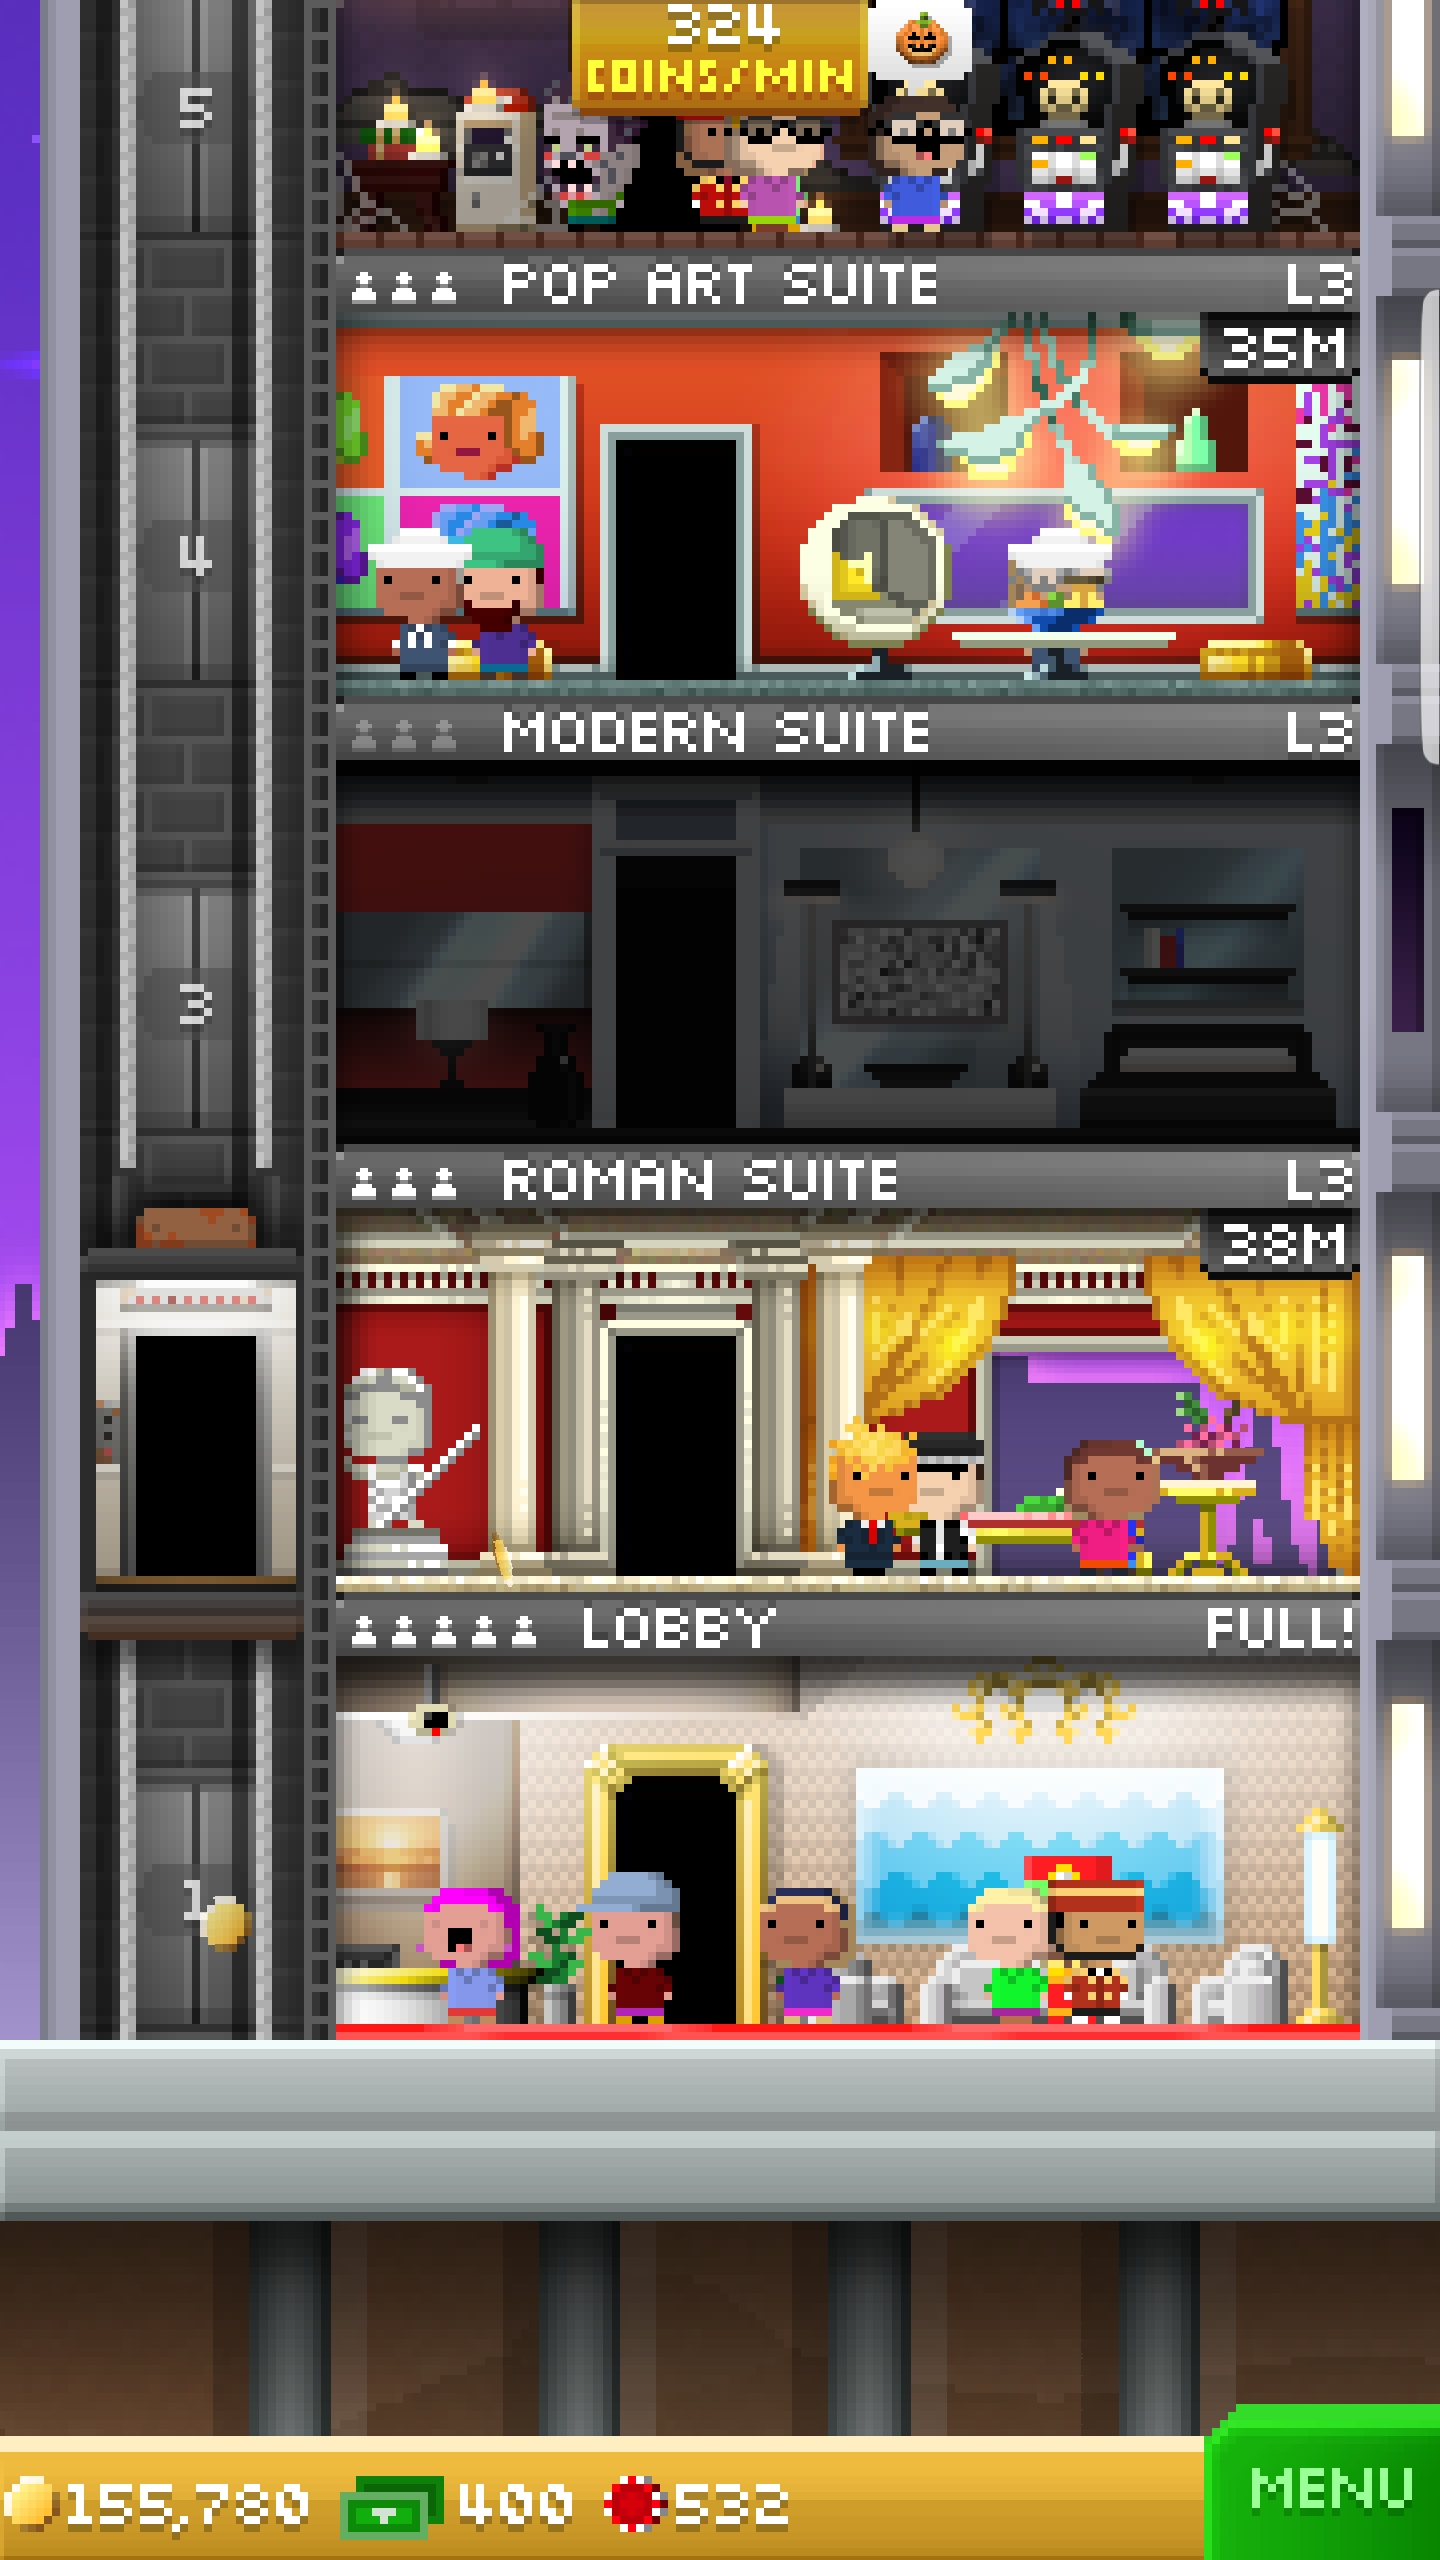 324
COINS/MIN
5
POP ART SUITE L3
35M
4
MODERN SUITE L3
3
ROMAN SUITE L3
38M
LOBBY FULL!
1
155,780 400 532
MENU